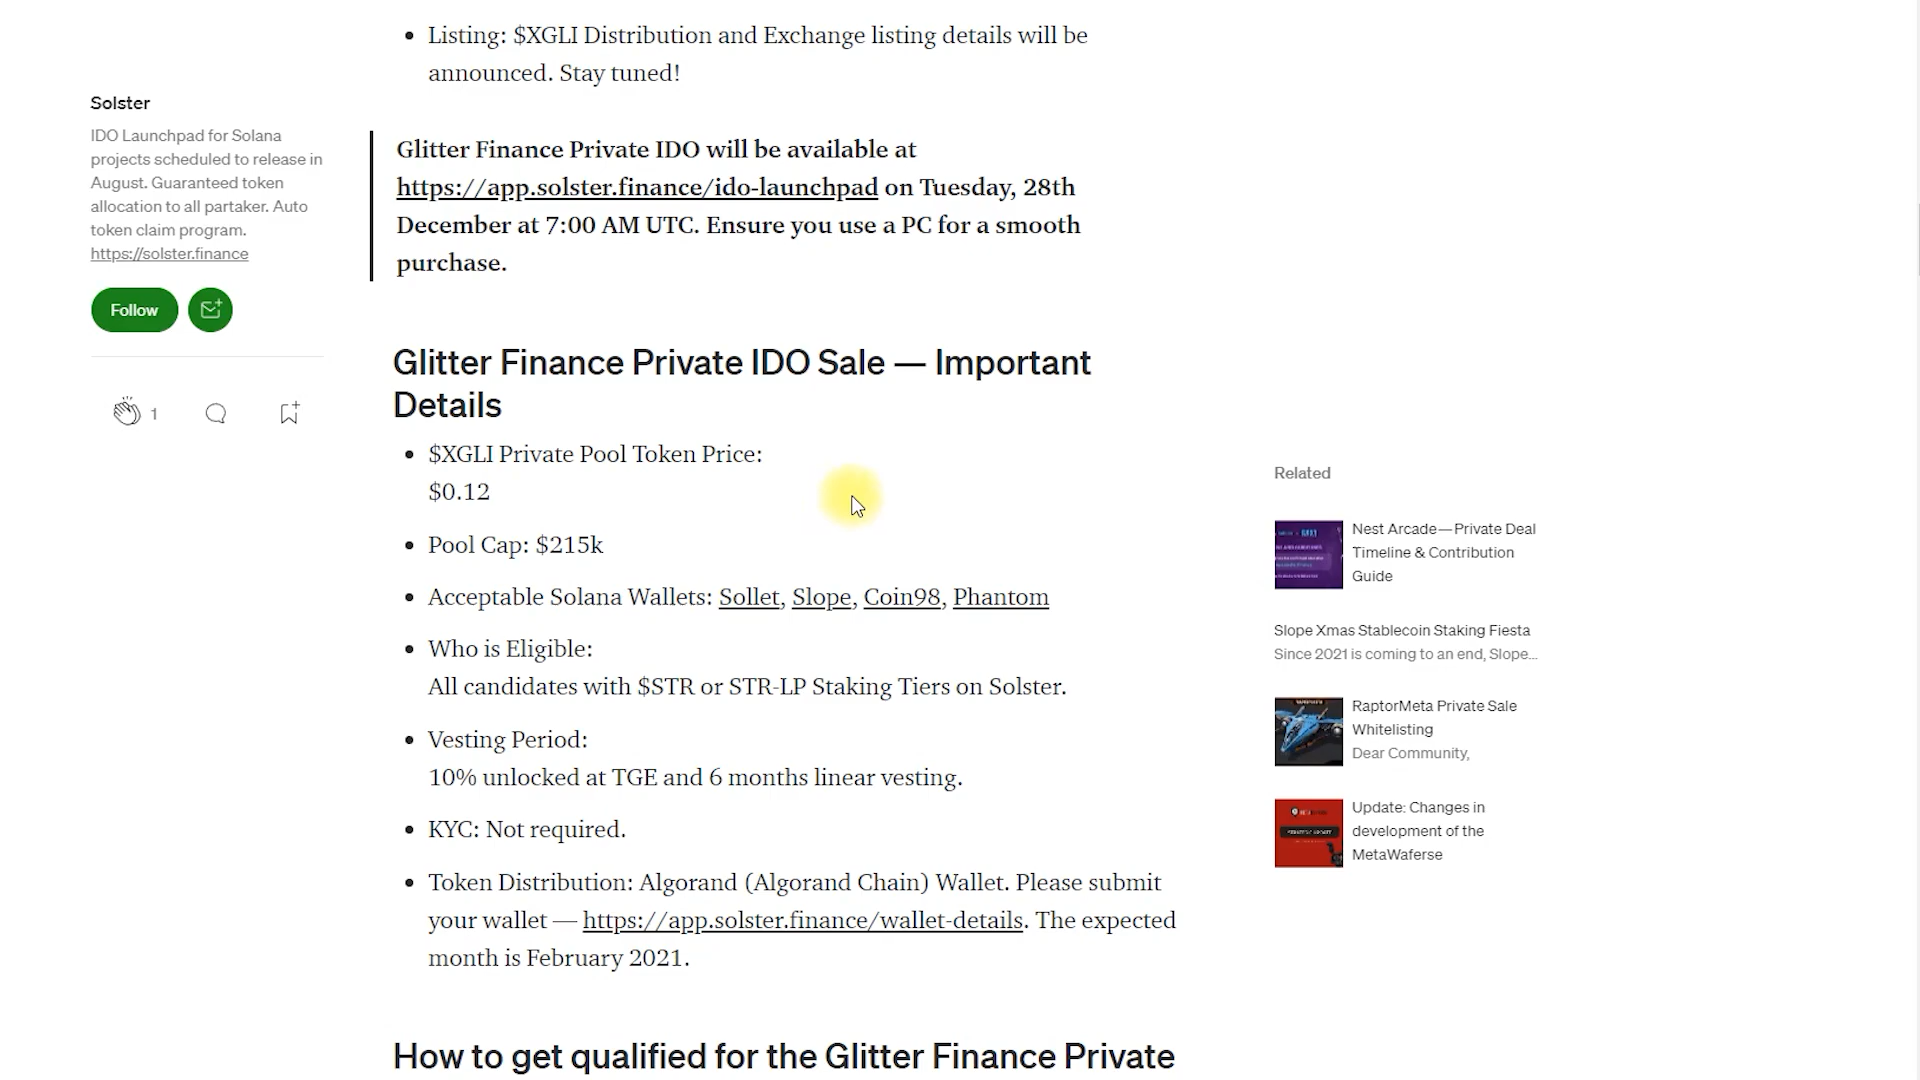 Listing: $XGLI Distribution and Exchange listing details will be
announced. Stay tuned!
Solster
IDO Launchpad for Solana
projects scheduled to release in
August. Guaranteed token
allocation to all partaker. Auto
token claim program.
https://solster.finance
Follow
1
Glitter Finance Private IDO will be available at
https://app.solster.finance/ido-launchpad on Tuesday, 28th
December at 7:00 AM UTC. Ensure you use a PC for a smooth
purchase.
Glitter Finance Private IDO Sale — Important
Details
$XGLI Private Pool Token Price:
$0.12
Pool Cap: $215k
Acceptable Solana Wallets: Sollet, Slope, Coin98, Phantom
Who is Eligible:
All candidates with $STR or STR-LP Staking Tiers on Solster.
Vesting Period:
10% unlocked at TGE and 6 months linear vesting.
KYC: Not required.
Token Distribution: Algorand (Algorand Chain) Wallet. Please submit
your wallet — https://app.solster.finance/wallet-details. The expected
month is February 2021.
How to get qualified for the Glitter Finance Private
Related
Nest Arcade—Private Deal
Timeline & Contribution
Guide
Slope Xmas Stablecoin Staking Fiesta
Since 2021 is coming to an end, Slope...
RaptorMeta Private Sale
Whitelisting
Dear Community,
Update: Changes in
development of the
MetaWaferse